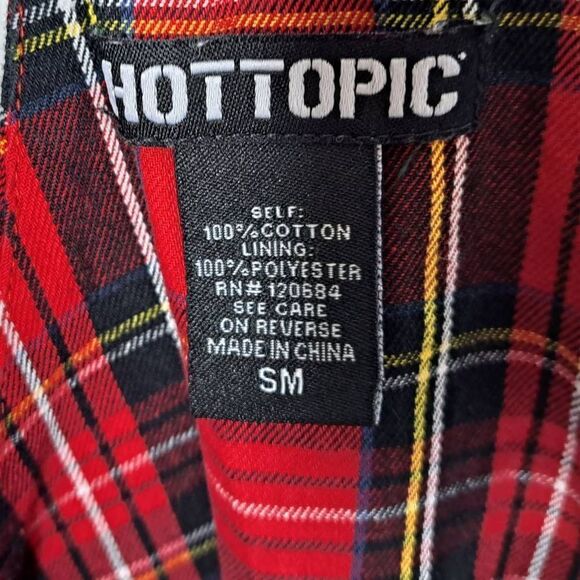 HOTTOPIC
SELF:
100%COTTON
LINING:
100%POLYESTER
RN# 120684
SEE CARE
ON REVERSE
MADE IN CHINA
SM